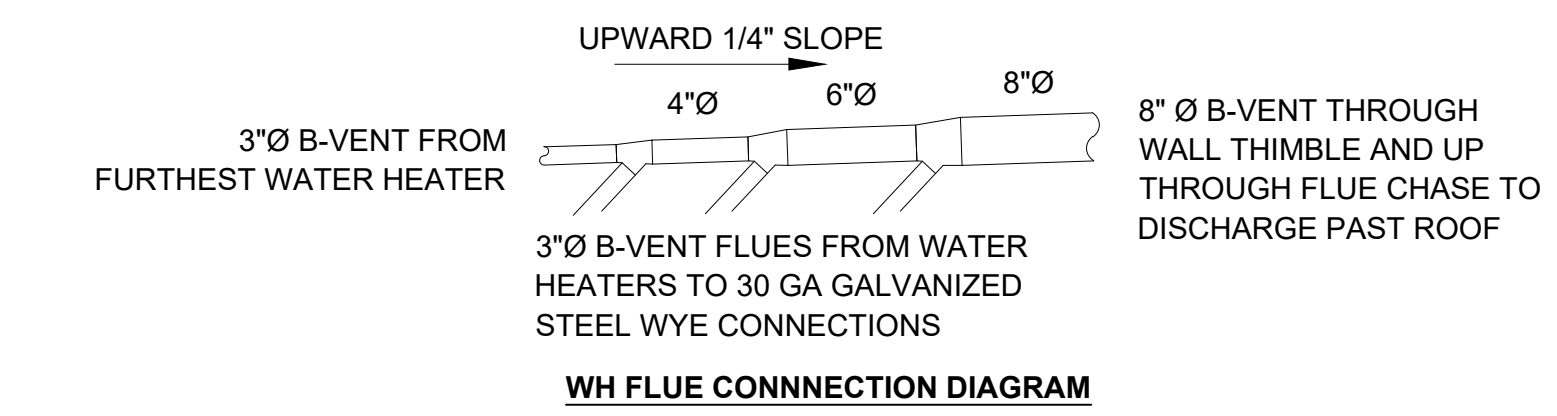 UPWARD 1/4" SLOPE
4"Ø
6"Ø
8"Ø
3"Ø B-VENT FROM
FURTHEST WATER HEATER
8" Ø B-VENT THROUGH
WALL THIMBLE AND UP
THROUGH FLUE CHASE TO
DISCHARGE PAST ROOF
3"Ø B-VENT FLUES FROM WATER
HEATERS TO 30 GA GALVANIZED
STEEL WYE CONNECTIONS
WH FLUE CONNNECTION DIAGRAM